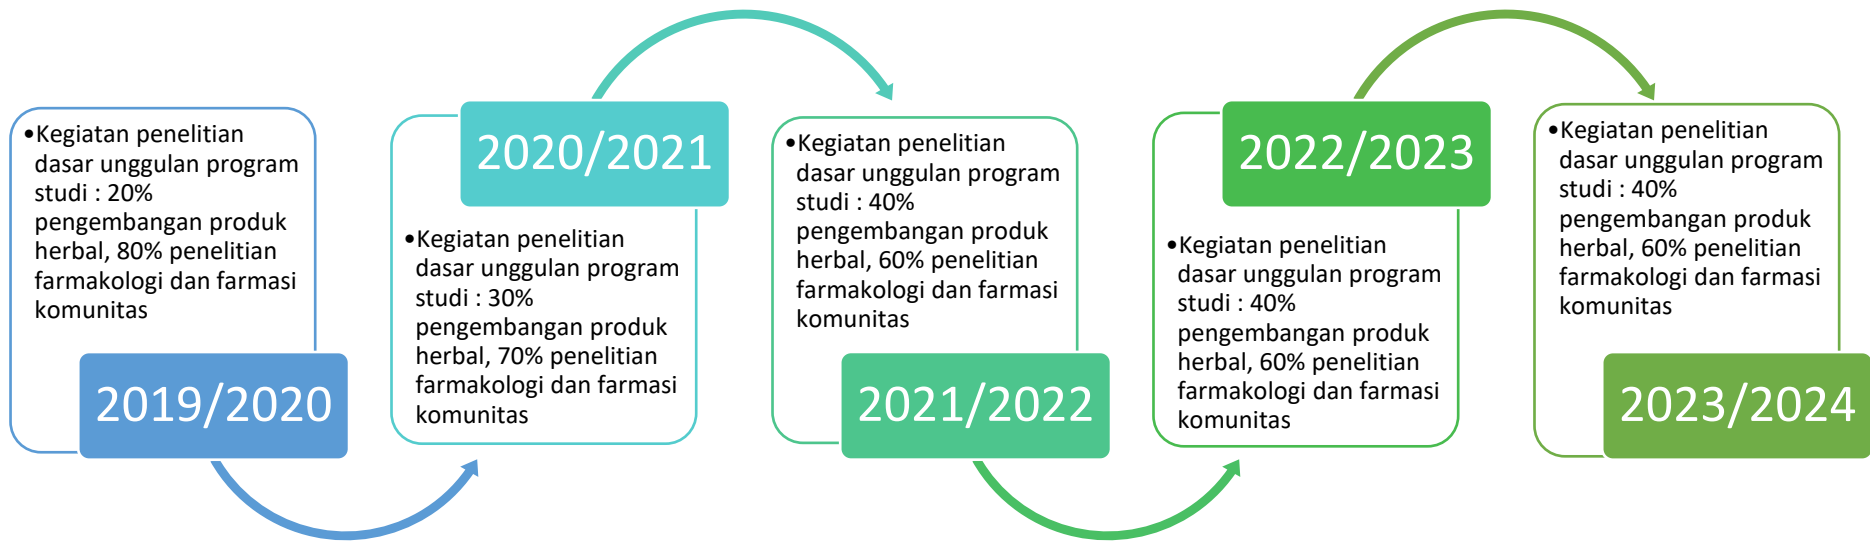 •Kegiatan penelitian
dasar unggulan program
studi : 20%
pengembangan produk
herbal, 80% penelitian
farmakologi dan farmasi
komunitas
2019/2020
2020/2021
•Kegiatan penelitian
dasar unggulan program
studi : 30%
pengembangan produk
herbal, 70% penelitian
farmakologi dan farmasi
komunitas
•Kegiatan penelitian
dasar unggulan program
studi : 40%
pengembangan produk
herbal, 60% penelitian
farmakologi dan farmasi
komunitas
2021/2022
2022/2023
•Kegiatan penelitian
dasar unggulan program
studi : 40%
pengembangan produk
herbal, 60% penelitian
farmakologi dan farmasi
komunitas
•Kegiatan penelitian
dasar unggulan program
studi : 40%
pengembangan produk
herbal, 60% penelitian
farmakologi dan farmasi
komunitas
2023/2024